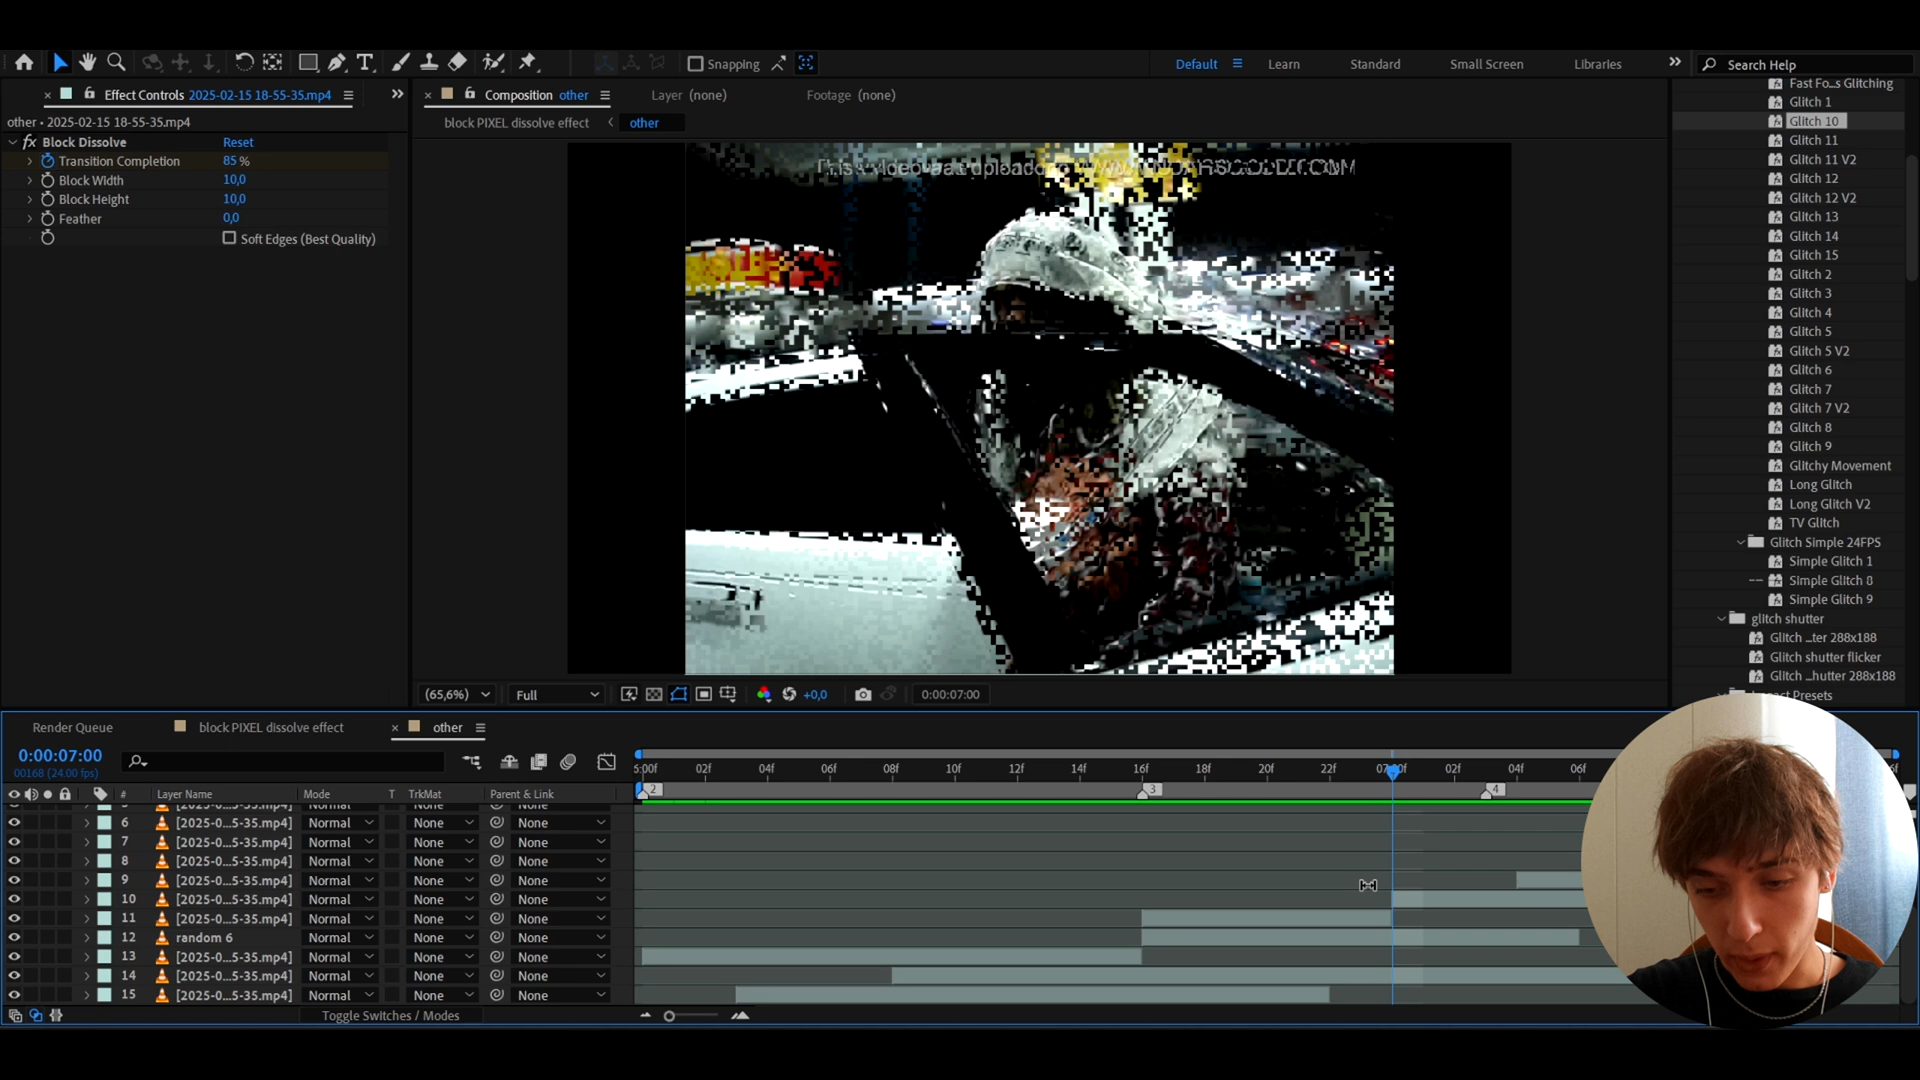 Snapping
Default
Learn
Standard
Small Screen
Libraries
Search Help
Effect Controls 2025-02-15 18-55-35.mp4
other • 2025-02-15 18-55-35.mp4
fx Block Dissolve Reset
Transition Completion 85 %
Block Width 10,0
Block Height 10,0
Feather 0,0
Soft Edges (Best Quality)
Composition other
Layer (none)
Footage (none)
block PIXEL dissolve effect
other
(65,6%)
Full
+0,0
0:00:07:00
Fast Fo...s Glitching
Glitch 1
Glitch 10
Glitch 11
Glitch 11 V2
Glitch 12
Glitch 12 V2
Glitch 13
Glitch 14
Glitch 15
Glitch 2
Glitch 3
Glitch 4
Glitch 5
Glitch 5 V2
Glitch 6
Glitch 7
Glitch 7 V2
Glitch 8
Glitch 9
Glitchy Movement
Long Glitch
Long Glitch V2
TV Glitch
Glitch Simple 24FPS
Simple Glitch 1
Simple Glitch 8
Simple Glitch 9
glitch shutter
Glitch ...ter 288x188
Glitch shutter flicker
Glitch ...hutter 288x188
Presets
Render Queue
block PIXEL dissolve effect
other
0:00:07:00
00168 (24.00 fps)
5:00f 02f 04f 06f 08f 10f 12f 14f 16f 18f 20f 22f 02f 04f 06f
2 3 4
# Layer Name Mode T TrkMat Parent & Link
6 [2025-0...5-35.mp4] Normal None None
7 [2025-0...5-35.mp4] Normal None None
8 [2025-0...5-35.mp4] Normal None None
9 [2025-0...5-35.mp4] Normal None None
10 [2025-0...5-35.mp4] Normal None None
11 [2025-0...5-35.mp4] Normal None None
12 random 6 Normal None None
13 [2025-0...5-35.mp4] Normal None None
14 [2025-0...5-35.mp4] Normal None None
15 [2025-0...5-35.mp4] Normal None None
Toggle Switches / Modes